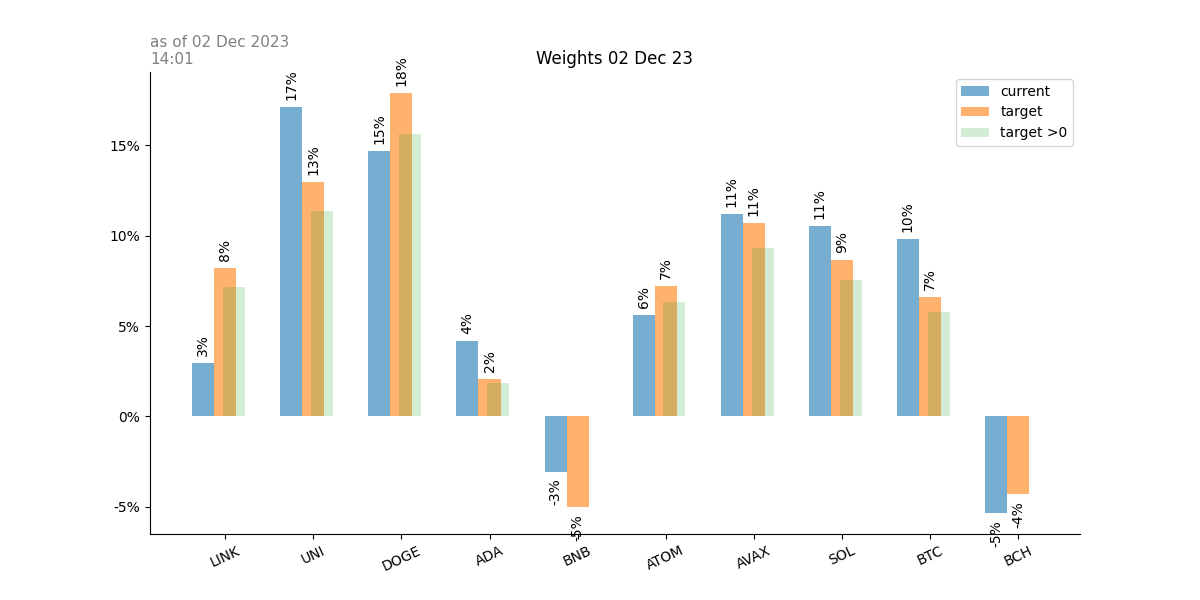 as of 02 Dec 2023
14:01
Weights 02 Dec 23
current
target
target >0
15%
10%
5%
0%
-5%
3%
8%
17%
13%
15%
18%
4%
2%
-3%
-5%
6%
7%
11%
11%
11%
9%
10%
7%
-5%
-4%
LINK
UNI
DOGE
ADA
BNB
ATOM
AVAX
SOL
BTC
BCH